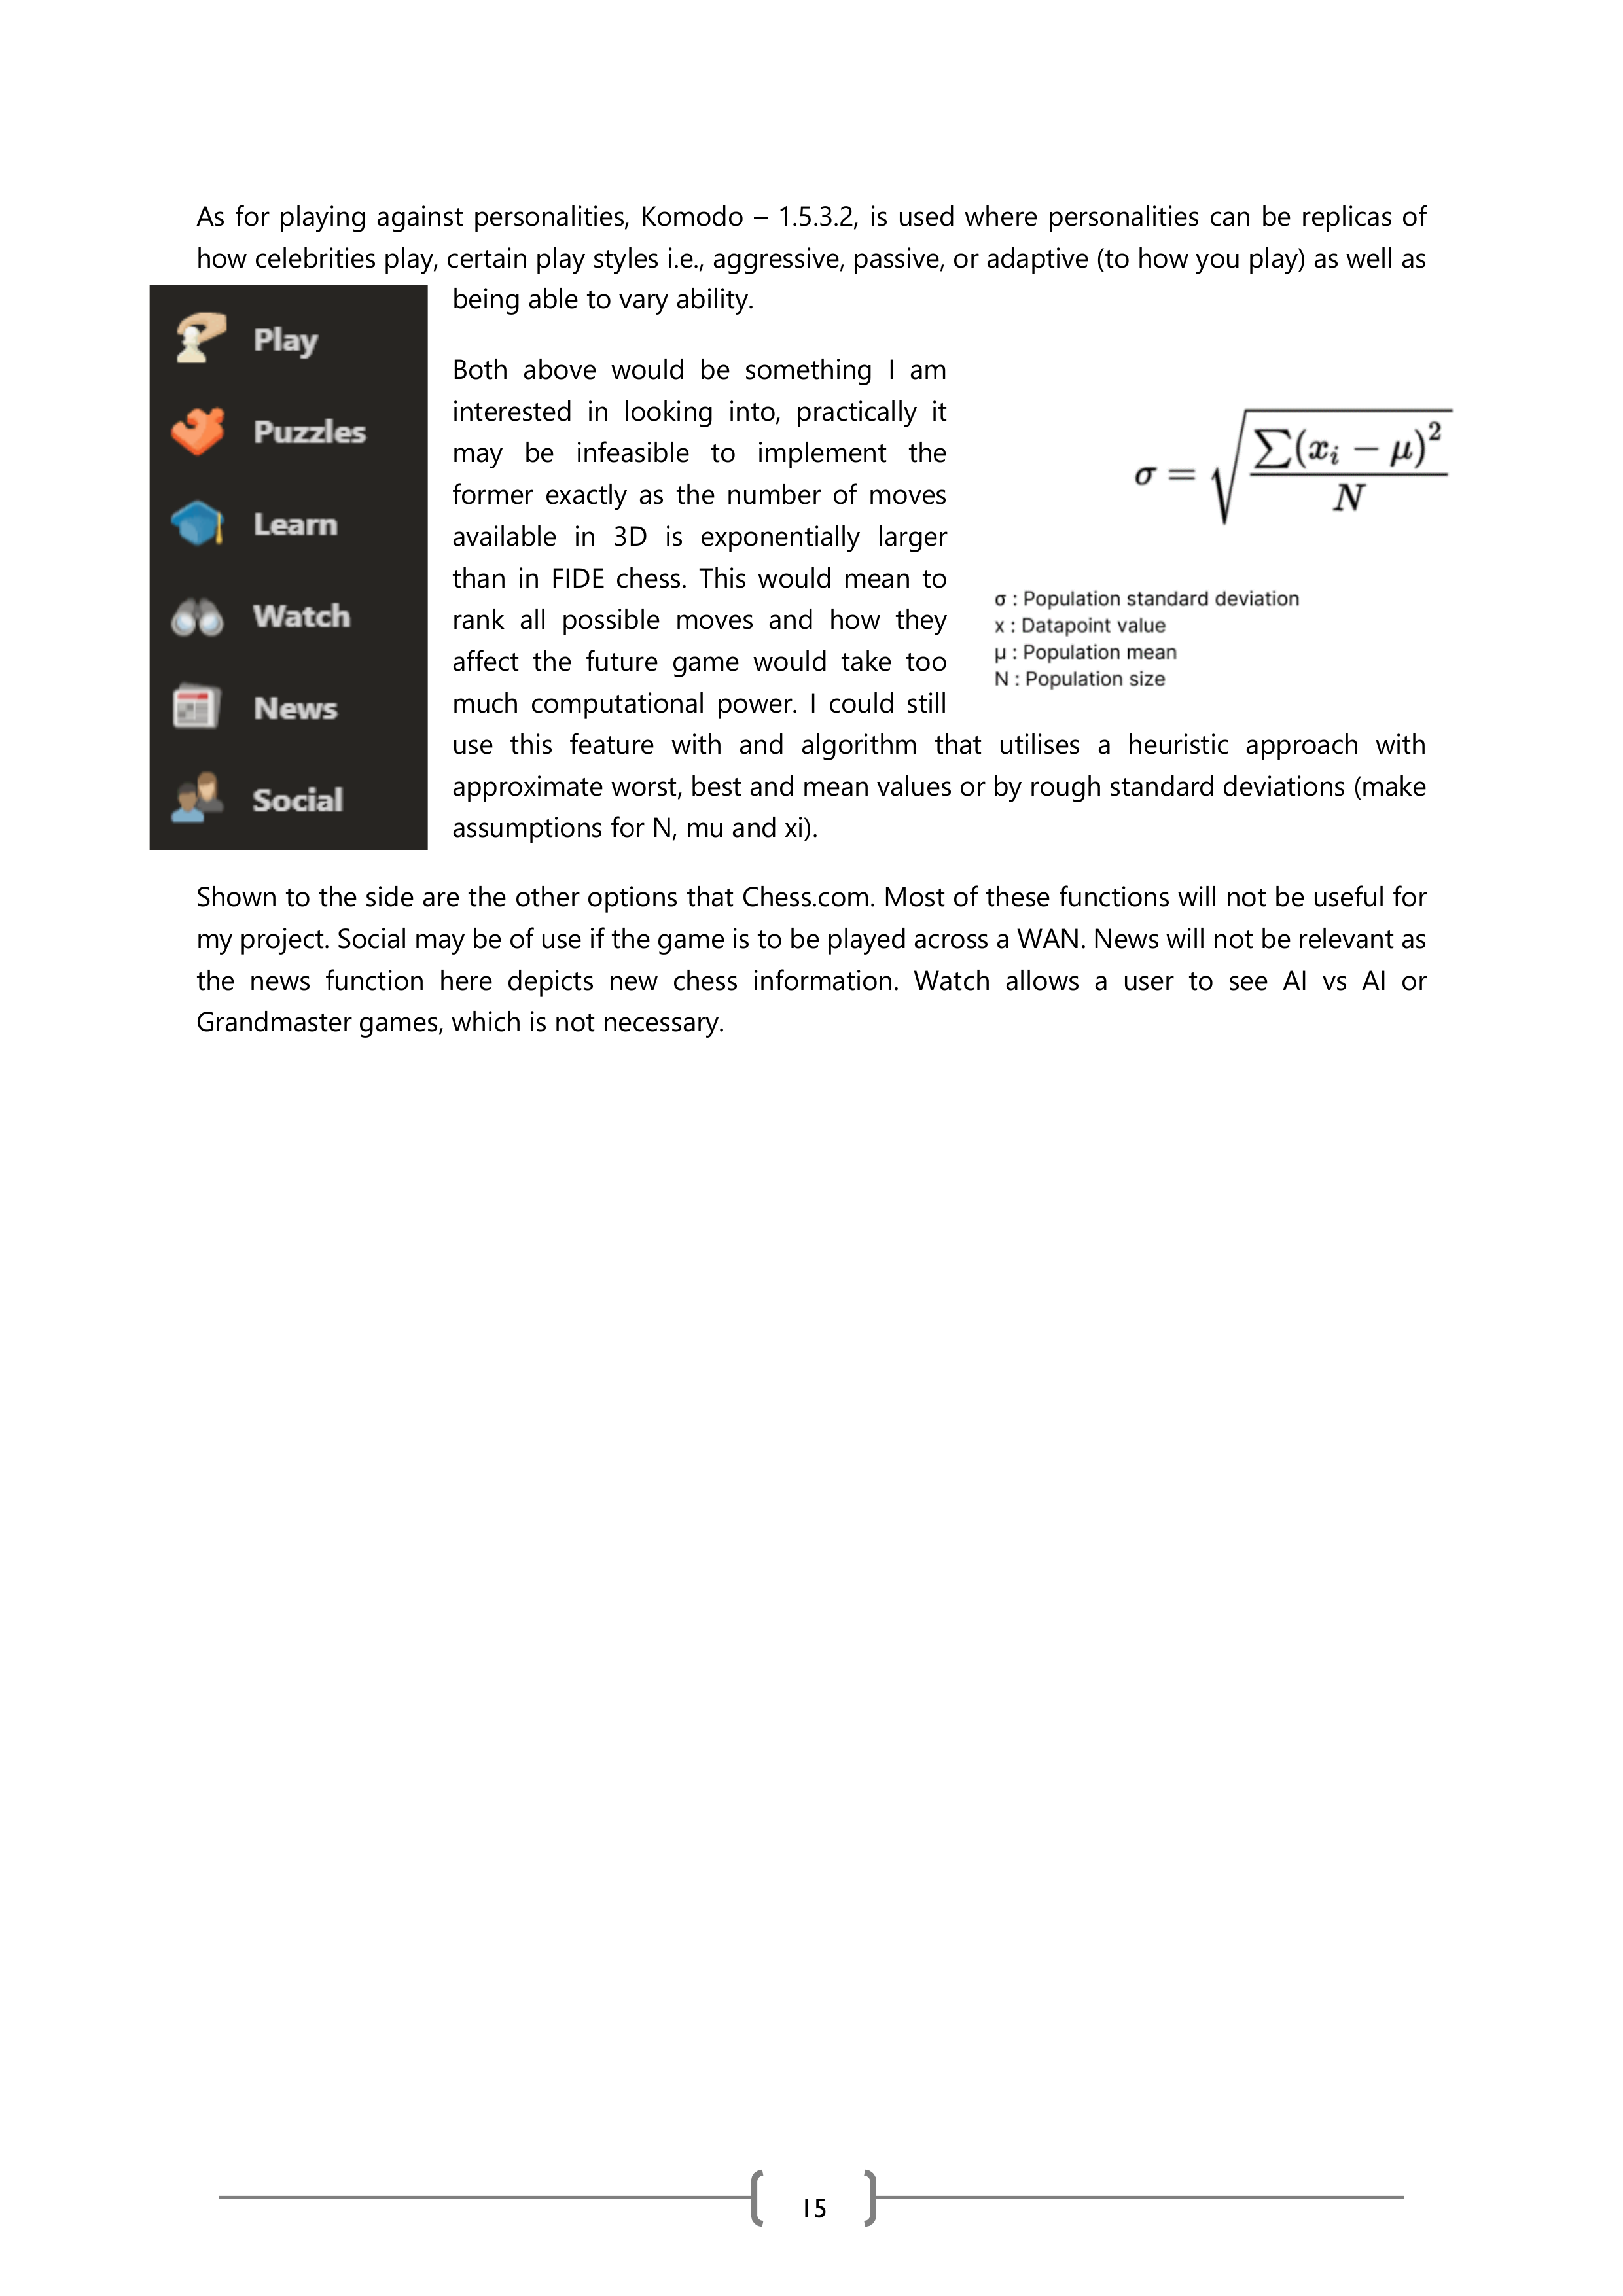 As for playing against personalities, Komodo – 1.5.3.2, is used where personalities can be replicas of
how celebrities play, certain play styles i.e., aggressive, passive, or adaptive (to how you play) as well as
being able to vary ability.
Play
Puzzles
Learn
Watch
News
Social
Both above would be something I am
interested in looking into, practically it
may be infeasible to implement the
former exactly as the number of moves
available in 3D is exponentially larger
than in FIDE chess. This would mean to
rank all possible moves and how they
affect the future game would take too
much computational power. I could still
use this feature with and algorithm that utilises a heuristic approach with
approximate worst, best and mean values or by rough standard deviations (make
assumptions for N, mu and xi).
σ = √(∑(xᵢ − μ)² / N)
σ : Population standard deviation
x : Datapoint value
μ : Population mean
N : Population size
Shown to the side are the other options that Chess.com. Most of these functions will not be useful for
my project. Social may be of use if the game is to be played across a WAN. News will not be relevant as
the news function here depicts new chess information. Watch allows a user to see AI vs AI or
Grandmaster games, which is not necessary.
15